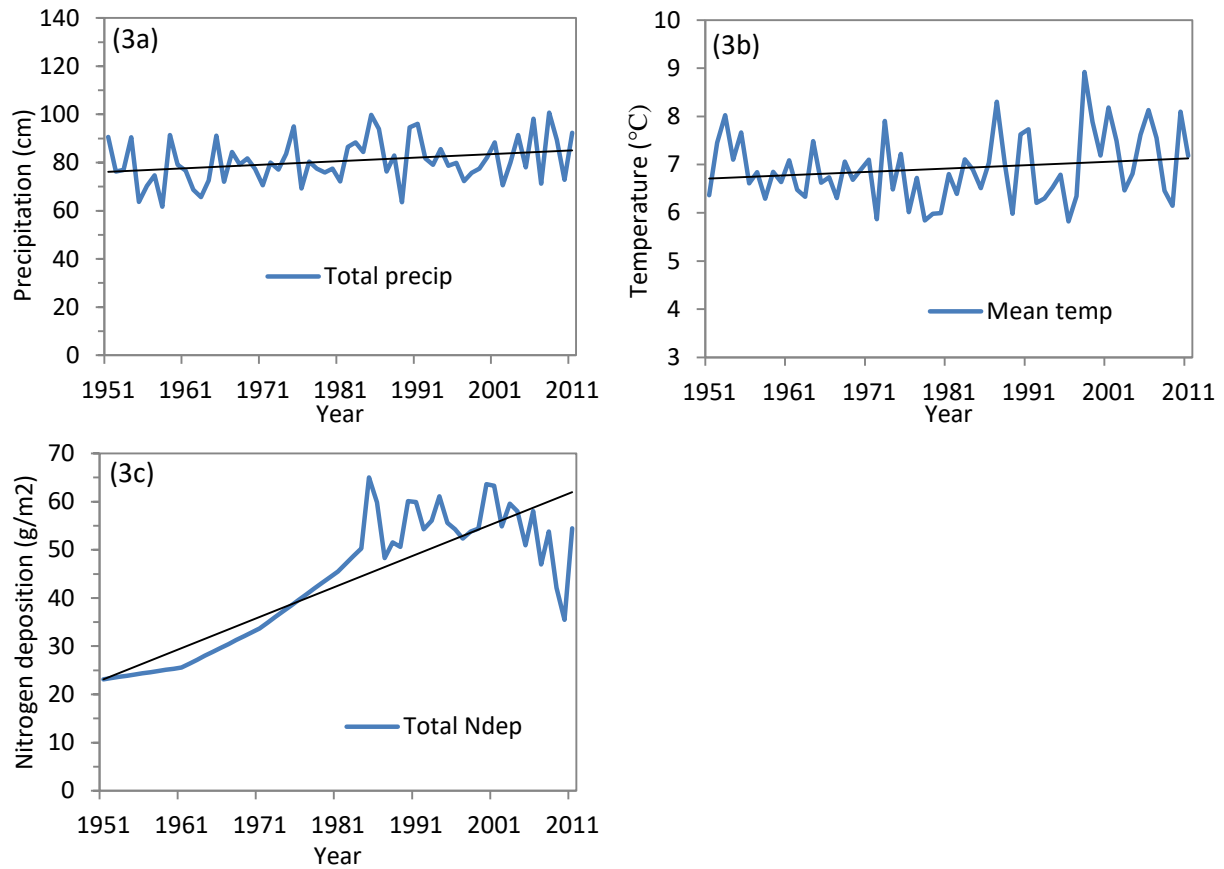 (3a)
Precipitation (cm)
140
120
100
80
60
40
20
0
Total precip
1951 1961 1971 1981 1991 2001 2011
Year
(3b)
Temperature (℃)
10
9
8
7
6
5
4
3
Mean temp
1951 1961 1971 1981 1991 2001 2011
Year
(3c)
Nitrogen deposition (g/m2)
70
60
50
40
30
20
10
0
Total Ndep
1951 1961 1971 1981 1991 2001 2011
Year